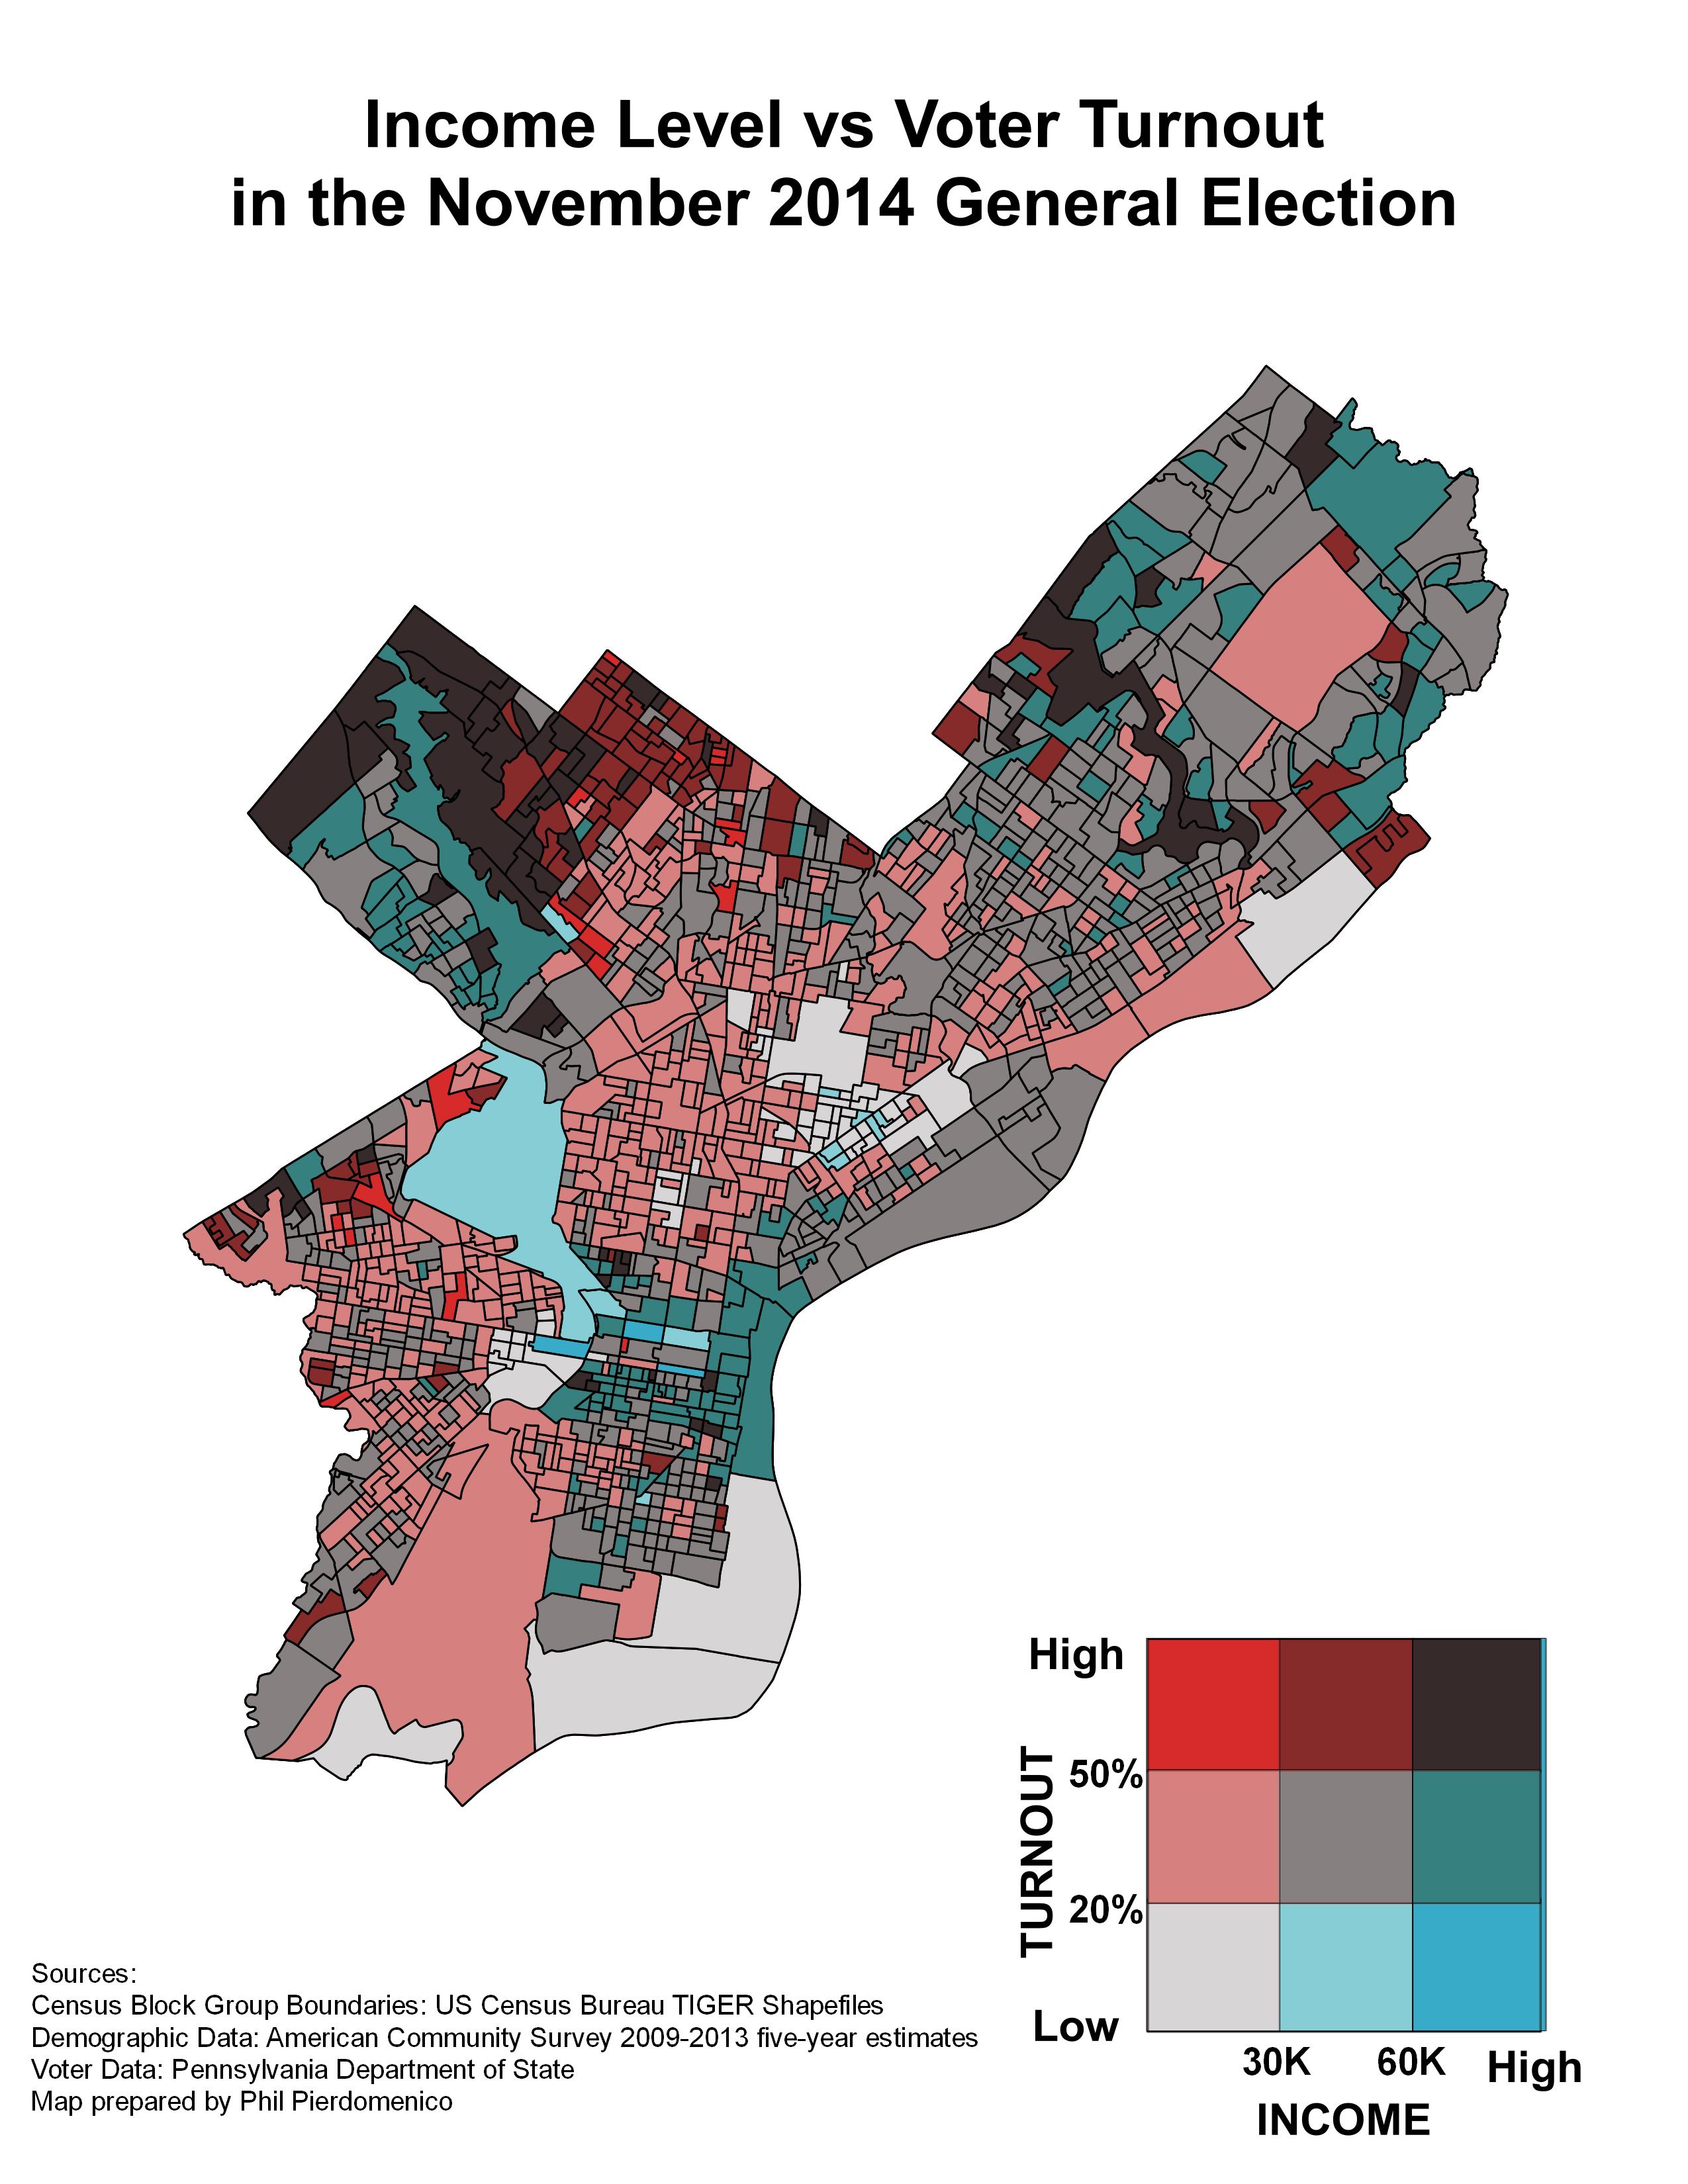 Income Level vs Voter Turnout
in the November 2014 General Election
High
50%
TURNOUT
20%
Low
30K
60K
High
INCOME
Sources:
Census Block Group Boundaries: US Census Bureau TIGER Shapefiles
Demographic Data: American Community Survey 2009-2013 five-year estimates
Voter Data: Pennsylvania Department of State
Map prepared by Phil Pierdomenico